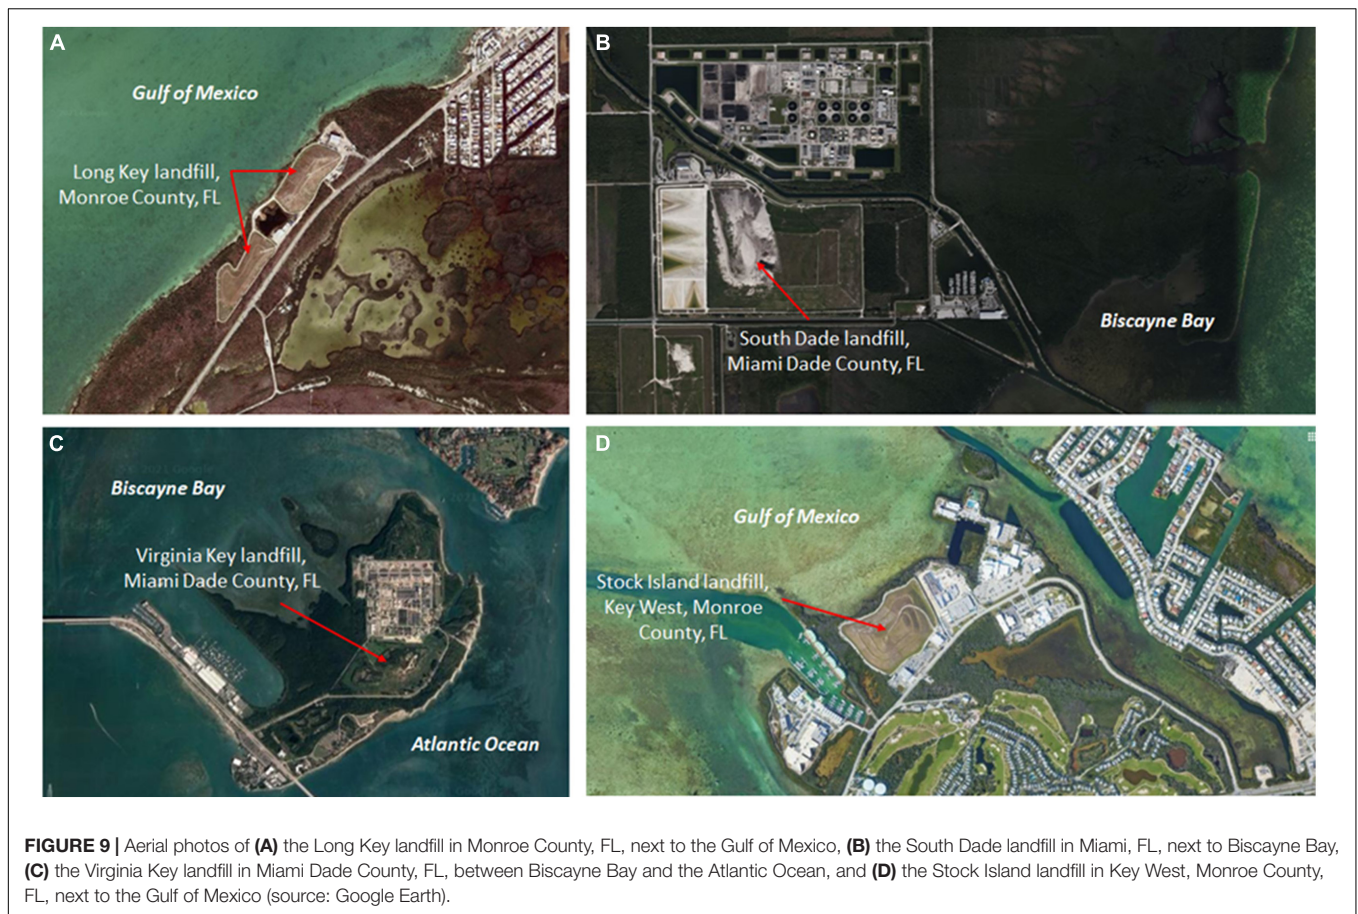 A
Gulf of Mexico
Long Key landfill,
Monroe County, FL
B
Biscayne Bay
South Dade landfill,
Miami Dade County, FL
C
Biscayne Bay
Virginia Key landfill,
Miami Dade County, FL
Atlantic Ocean
D
Gulf of Mexico
Stock Island landfill,
Key West, Monroe
County, FL
FIGURE 9 | Aerial photos of (A) the Long Key landfill in Monroe County, FL, next to the Gulf of Mexico, (B) the South Dade landfill in Miami, FL, next to Biscayne Bay,
(C) the Virginia Key landfill in Miami Dade County, FL, between Biscayne Bay and the Atlantic Ocean, and (D) the Stock Island landfill in Key West, Monroe County,
FL, next to the Gulf of Mexico (source: Google Earth).